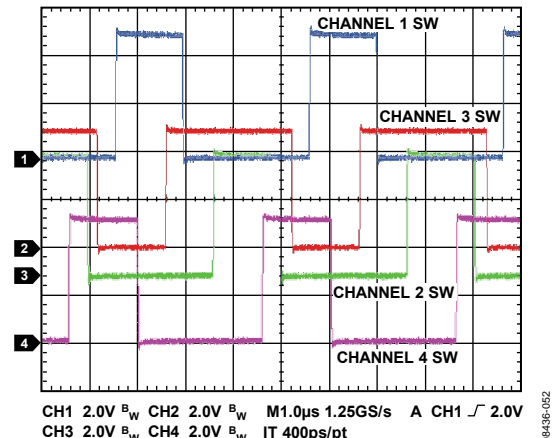 CHANNEL 1 SW
CHANNEL 3 SW
1
2
3
CHANNEL 2 SW
4
CHANNEL 4 SW
CH1 2.0V BW CH2 2.0V BW M1.0µs 1.25GS/s A CH1 2.0V
CH3 2.0V BW CH4 2.0V BW IT 400ps/pt
8436-052